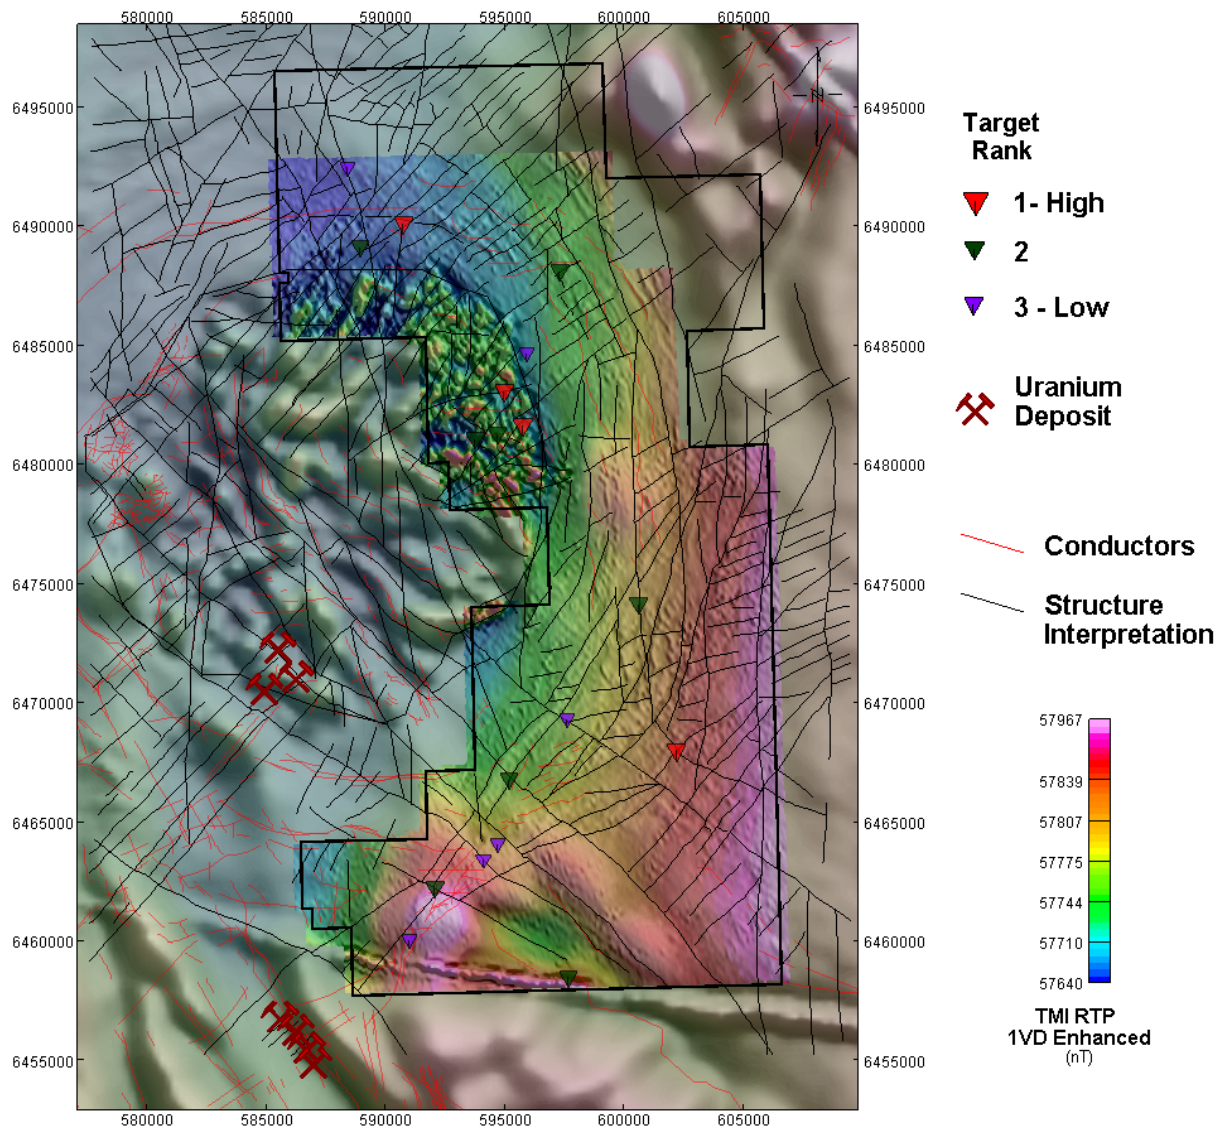 580000 585000 590000 595000 600000 605000
6495000 6495000
6490000 6490000
6485000 6485000
6480000 6480000
6475000 6475000
6470000 6470000
6465000 6465000
6460000 6460000
6455000 6455000
580000 585000 590000 595000 600000 605000
N
Target
Rank
1- High
2
3 - Low
Uranium
Deposit
Conductors
Structure
Interpretation
57967
57839
57807
57775
57744
57710
57640
TMI RTP
1VD Enhanced
(nT)